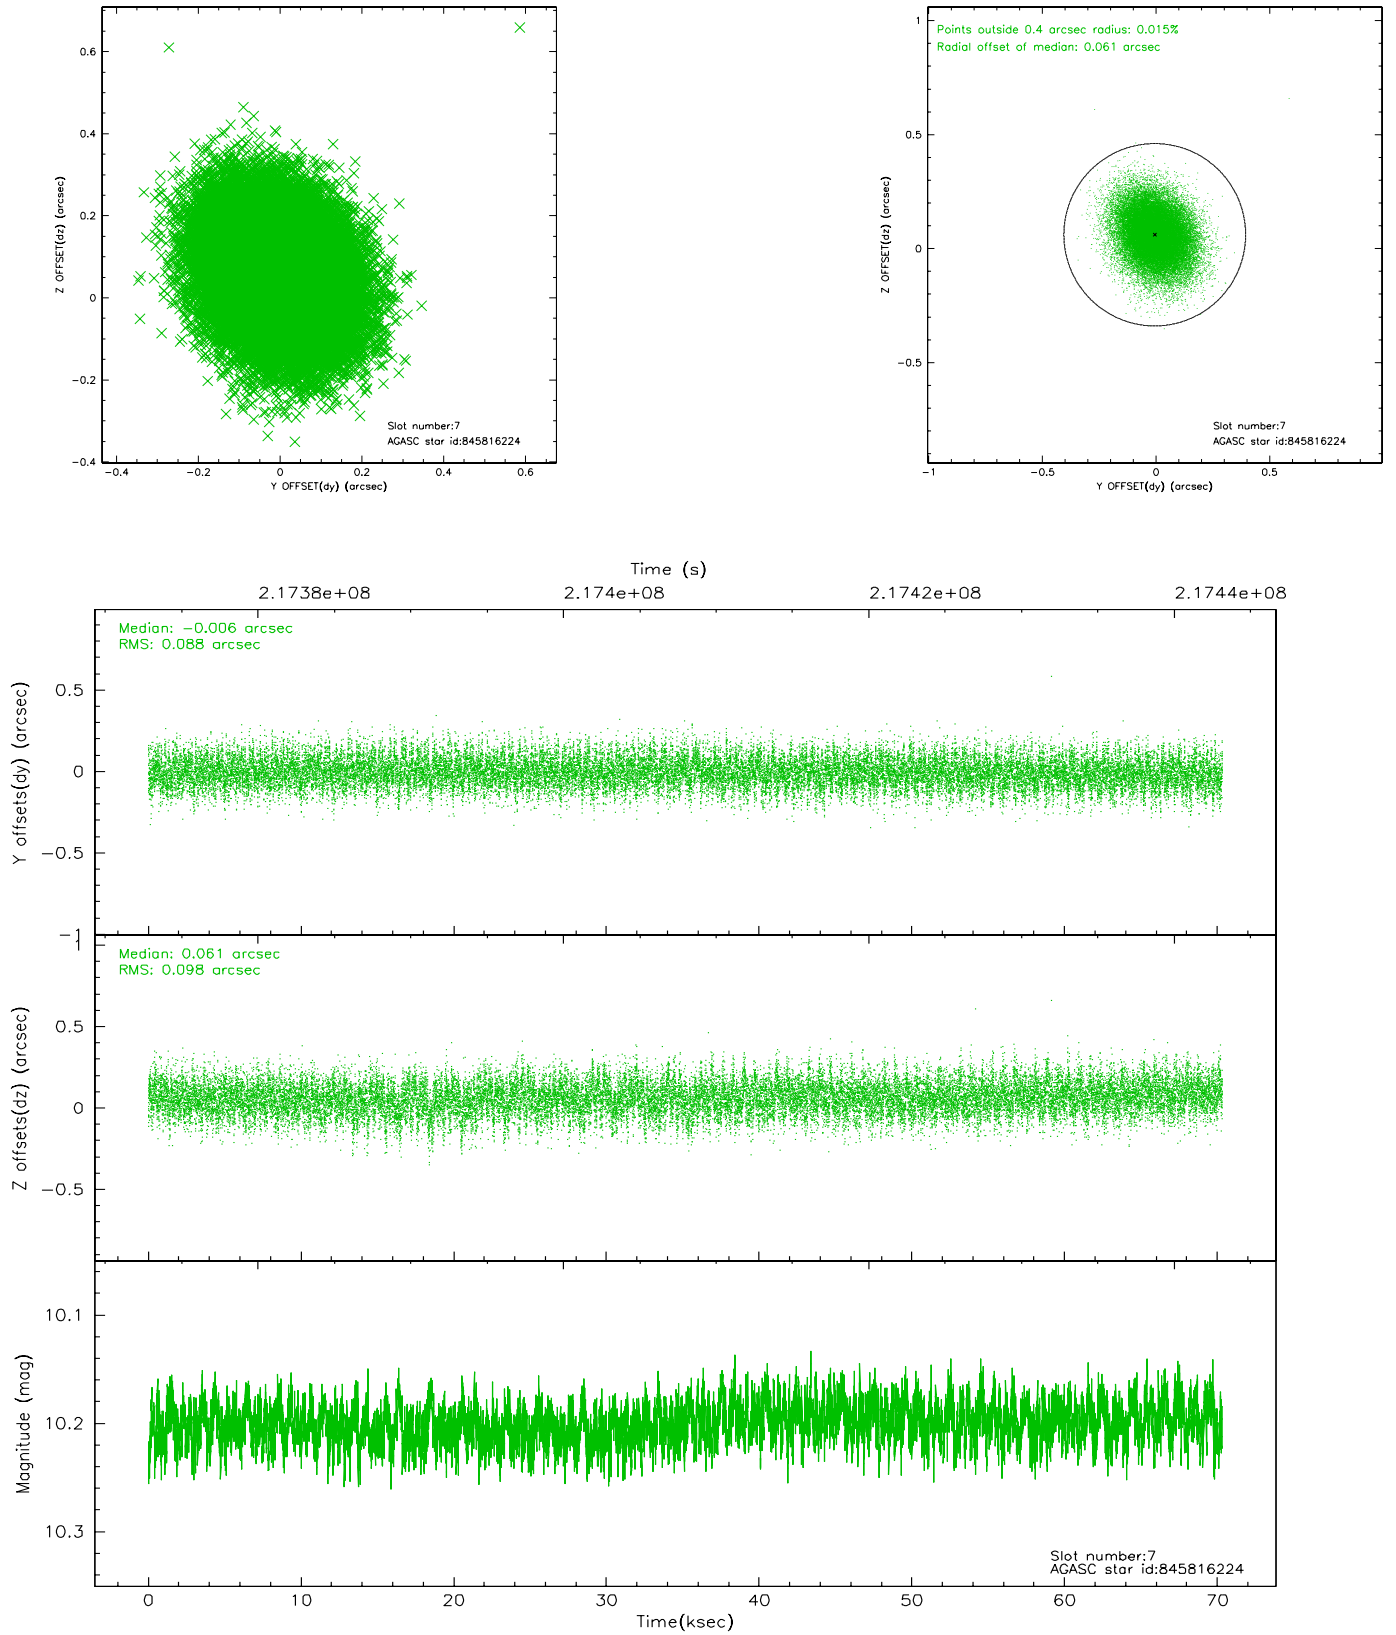 0.6
0.4
0.2
0
−0.2
−0.4
Z OFFSET(dz) (arcsec)
Slot number:7
AGASC star id:845816224
−0.4 −0.2 0 0.2 0.4 0.6
Y OFFSET(dy) (arcsec)
Points outside 0.4 arcsec radius: 0.015%
Radial offset of median: 0.061 arcsec
1
0.5
0
−0.5
Z OFFSET(dz) (arcsec)
Slot number:7
AGASC star id:845816224
−1 −0.5 0 0.5
Y OFFSET(dy) (arcsec)
Time (s)
2.1738e+08 2.174e+08 2.1742e+08 2.1744e+08
Median: −0.006 arcsec
RMS: 0.088 arcsec
0.5
0
−0.5
−1
Y offsets(dy) (arcsec)
Median: 0.061 arcsec
RMS: 0.098 arcsec
1
0.5
0
−0.5
Z offsets(dz) (arcsec)
10.1
10.2
10.3
Magnitude (mag)
Slot number:7
AGASC star id:845816224
0 10 20 30 40 50 60 70
Time(ksec)